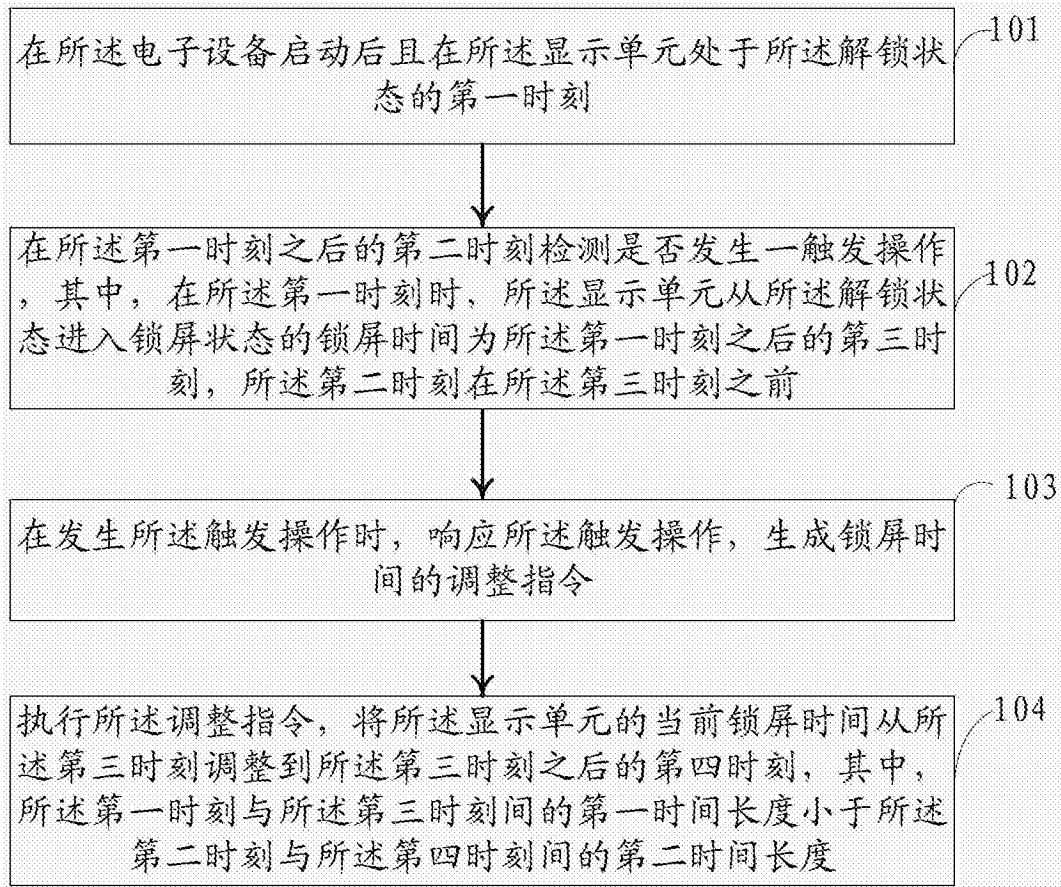 在所述电子设备启动后且在所述显示单元处于所述解锁状
态的第一时刻
101
在所述第一时刻之后的第二时刻检测是否发生一触发操作
，其中，在所述第一时刻时、所述显示单元从所述解锁状
态进入锁屏状态的锁屏时间为所述第一时刻之后的第三时
刻，所述第二时刻在所述第三时刻之前
102
在发生所述触发操作时，响应所述触发操作，生成锁屏时
间的调整指令
103
执行所述调整指令，将所述显示单元的当前锁屏时间从所
述第三时刻调整到所述第三时刻之后的第四时刻，其中，
所述第一时刻与所述第三时刻间的第一时间长度小于所述
第二时刻与所述第四时刻间的第二时间长度
104